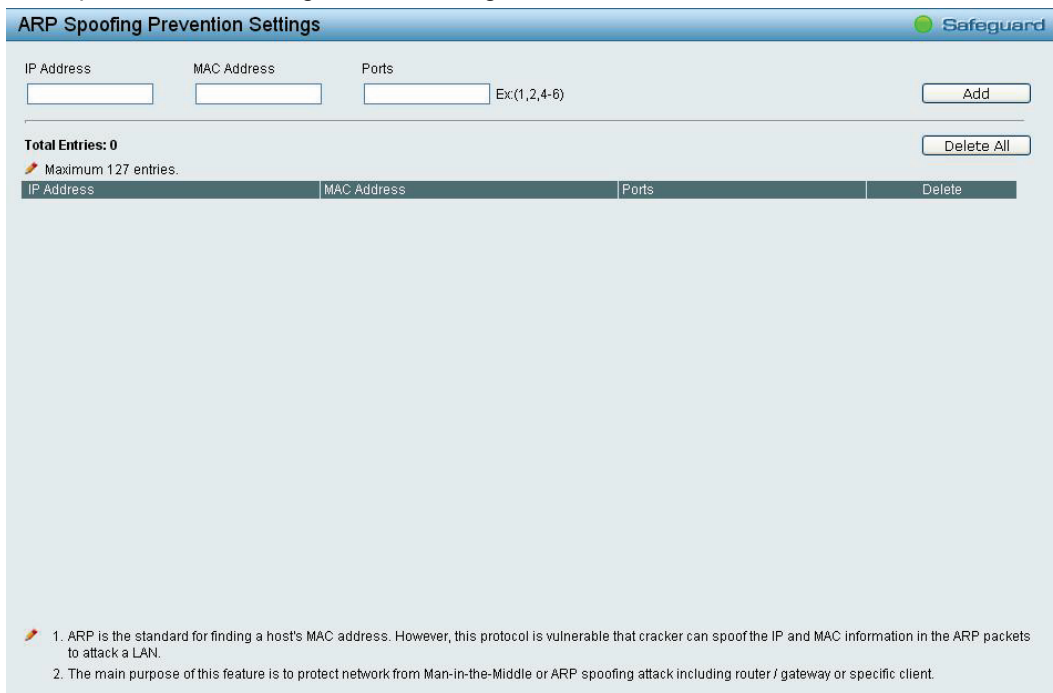 ARP Spoofing Prevention Settings
Safeguard
IP Address MAC Address Ports
Ex:(1,2,4-6) Add
Total Entries: 0
Delete All
Maximum 127 entries.
IP Address MAC Address Ports Delete
1. ARP is the standard for finding a host's MAC address. However, this protocol is vulnerable that cracker can spoof the IP and MAC information in the ARP packets
to attack a LAN.
2. The main purpose of this feature is to protect network from Man-in-the-Middle or ARP spoofing attack including router / gateway or specific client.